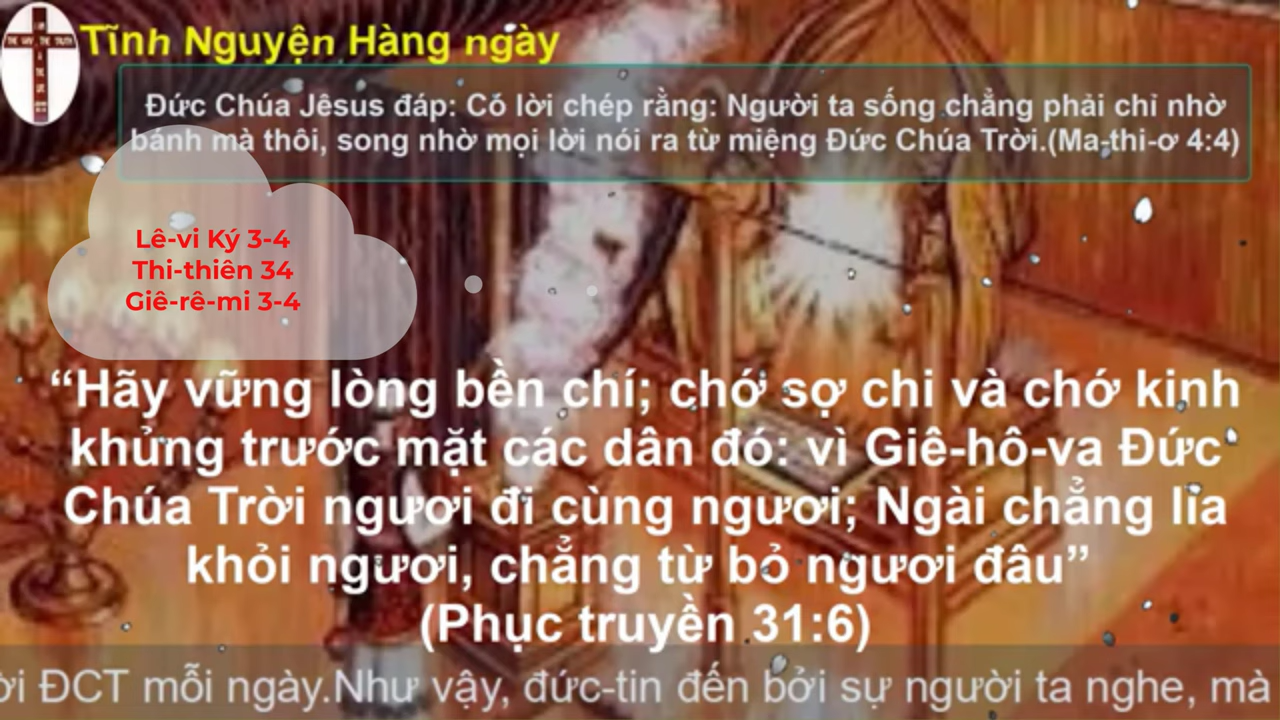 Tĩnh Nguyện Hàng ngày
Đức Chúa Jêsus đáp: Có lời chép rằng: Người ta sống chẳng phải chỉ nhờ
bánh mà thôi, song nhờ mọi lời nói ra từ miệng Đức Chúa Trời.(Ma-thi-ơ 4:4)
Lê-vi Ký 3-4
Thi-thiên 34
Giê-rê-mi 3-4
“Hãy vững lòng bền chí; chớ sợ chi và chớ kinh
khủng trước mặt các dân đó: vì Giê-hô-va Đức
Chúa Trời ngươi đi cùng ngươi; Ngài chẳng lìa
khỏi ngươi, chẳng từ bỏ ngươi đâu”
(Phục truyền 31:6)
ời ĐCT mỗi ngày.Như vậy, đức-tin đến bởi sự người ta nghe, mà